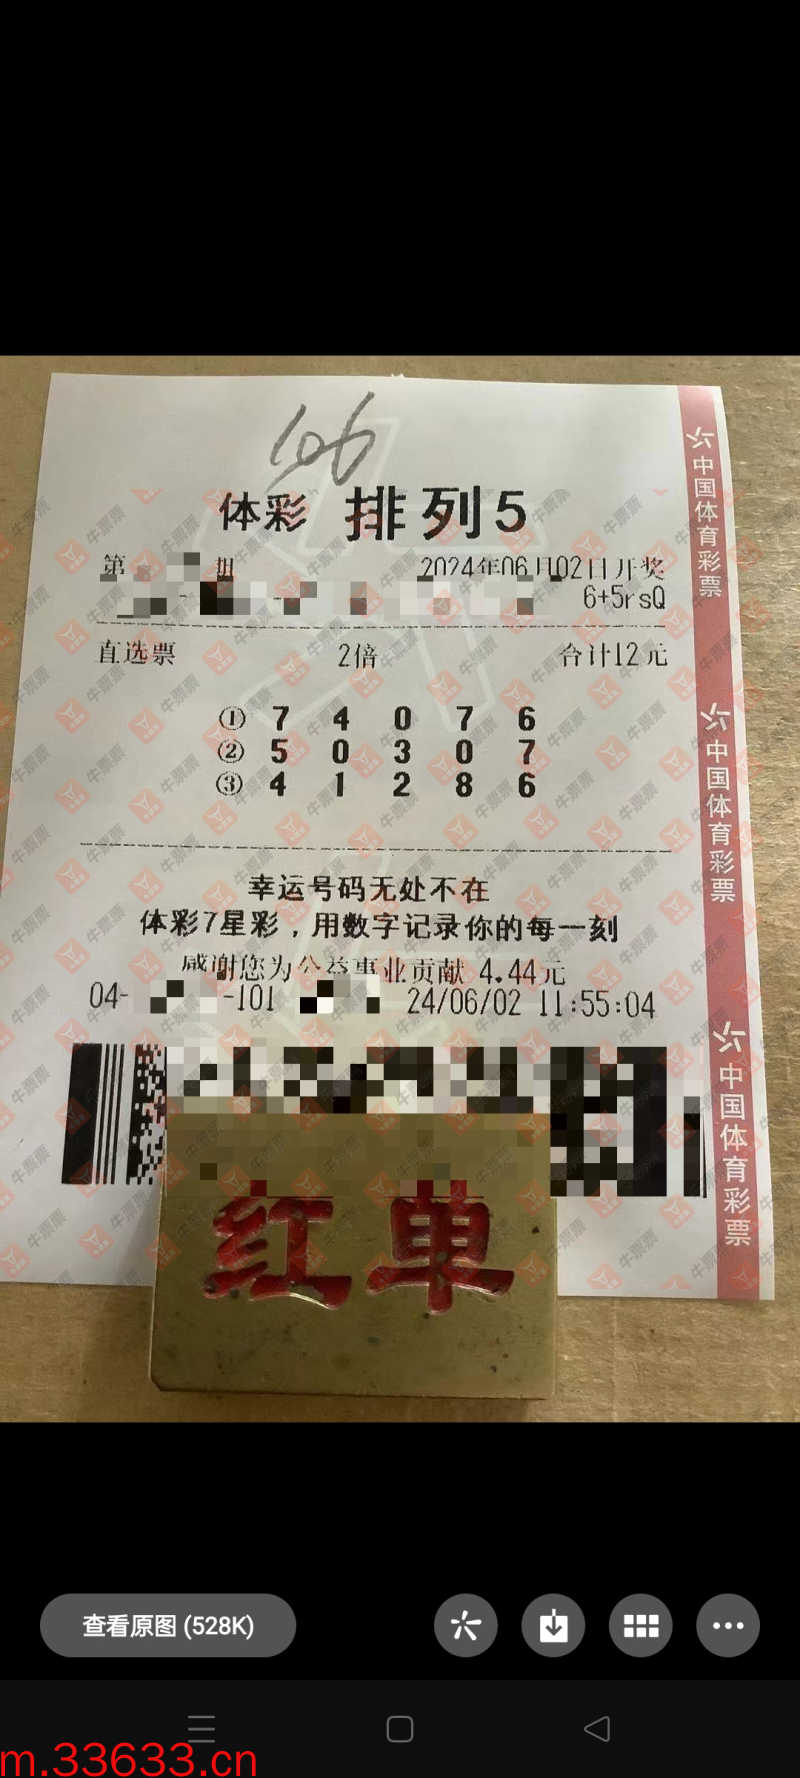 106
体彩 排列5
第 期 2024年06月02日开奖
6+5rsQ
直选票 2倍 合计12元
① 7 4 0 7 6
② 5 0 3 0 7
③ 4 1 2 8 6
幸运号码无处不在
体彩7星彩，用数字记录你的每一刻
感谢您为公益事业贡献 4.44元
04- -101 24/06/02 11:55:04
红单
中国体育彩票
中国体育彩票
中国体育彩票
牛票票
查看原图 (528K)
m.33633.cn